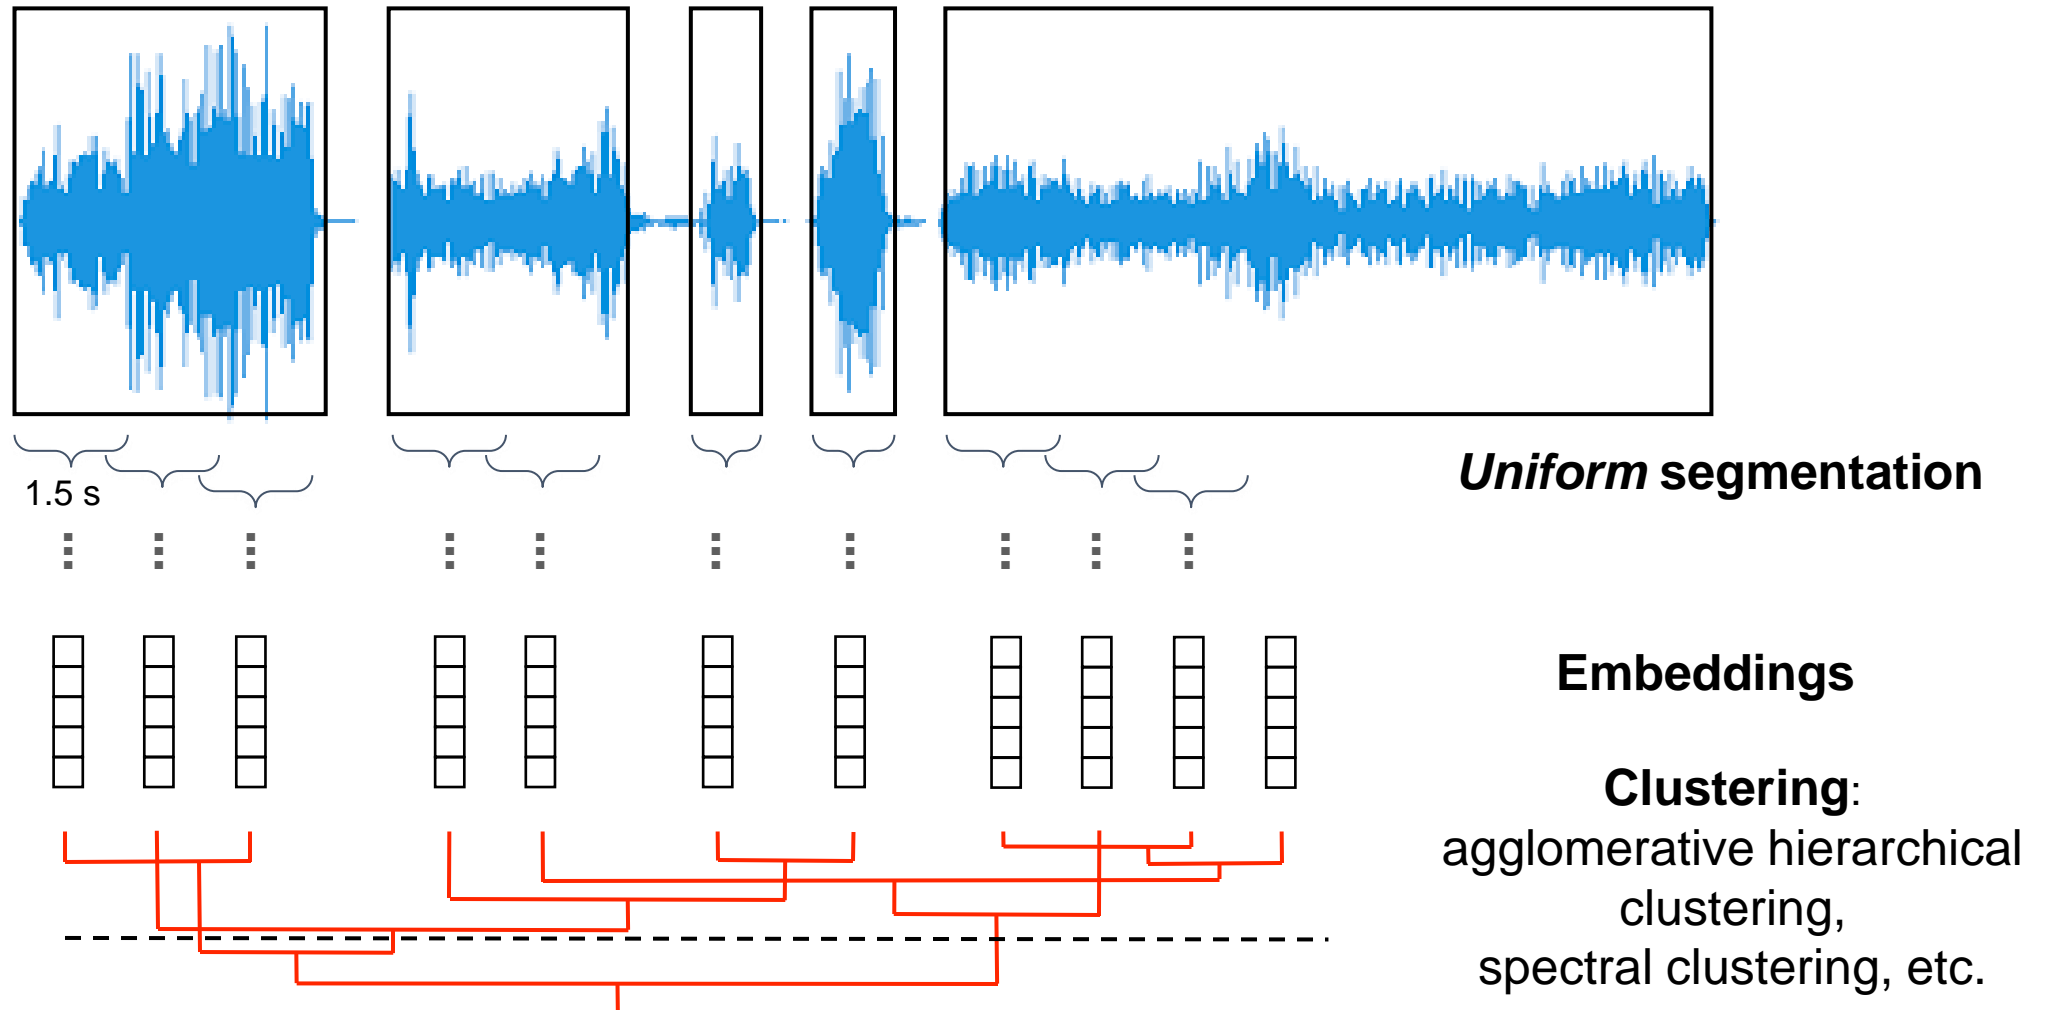 1.5 s
Uniform segmentation
Embeddings
Clustering:
agglomerative hierarchical
clustering,
spectral clustering, etc.